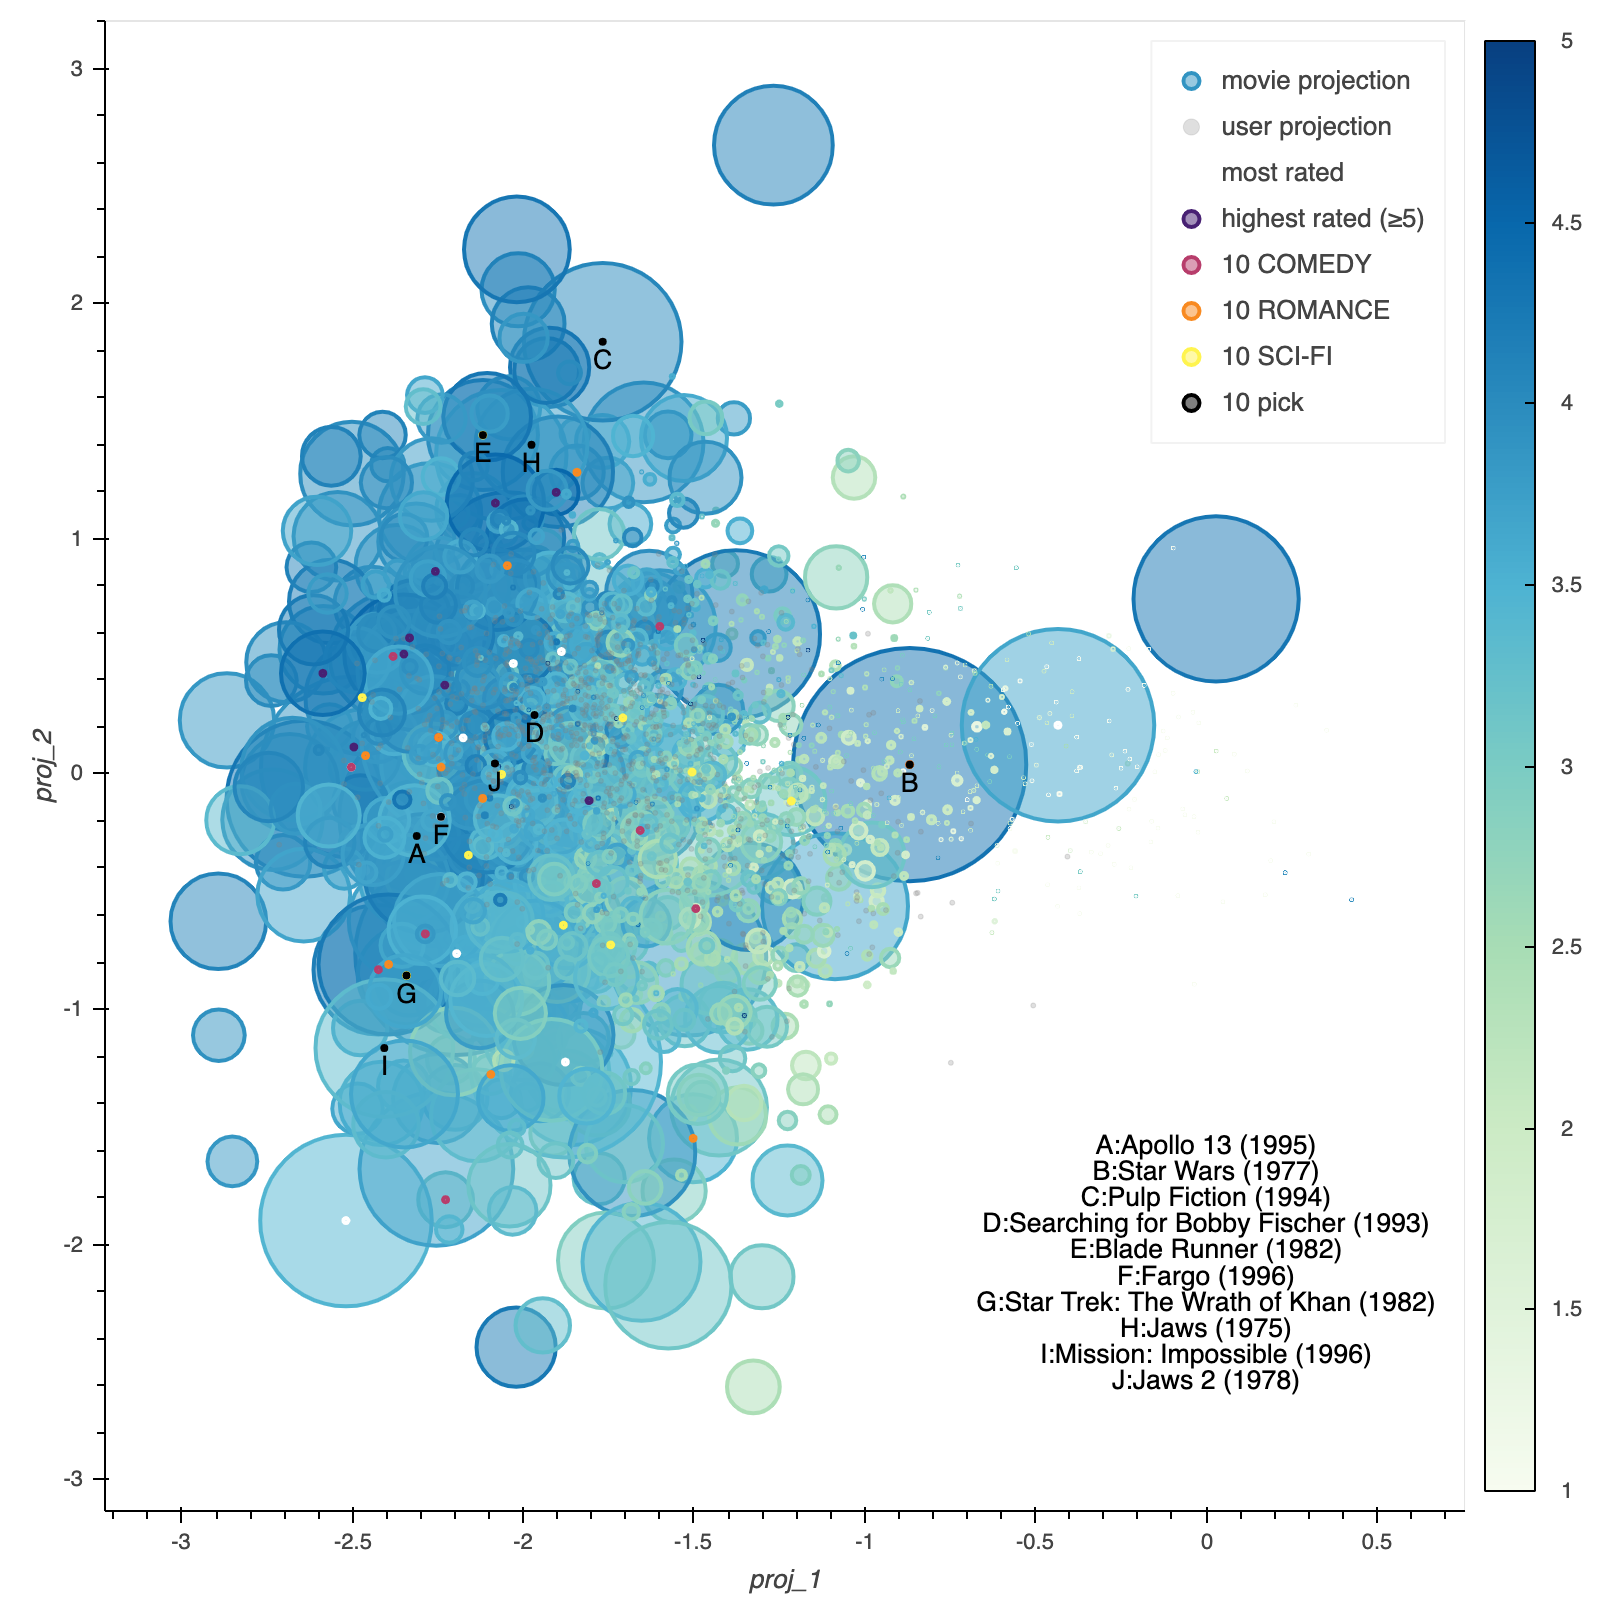 movie projection
user projection
most rated
highest rated (≥5)
10 COMEDY
10 ROMANCE
10 SCI-FI
10 pick
5
4.5
4
3.5
3
2.5
2
1.5
1
3
2
1
0
-1
-2
-3
proj_2
C
E
H
D
J
B
F
A
G
I
A:Apollo 13 (1995)
B:Star Wars (1977)
C:Pulp Fiction (1994)
D:Searching for Bobby Fischer (1993)
E:Blade Runner (1982)
F:Fargo (1996)
G:Star Trek: The Wrath of Khan (1982)
H:Jaws (1975)
I:Mission: Impossible (1996)
J:Jaws 2 (1978)
-3 -2.5 -2 -1.5 -1 -0.5 0 0.5
proj_1